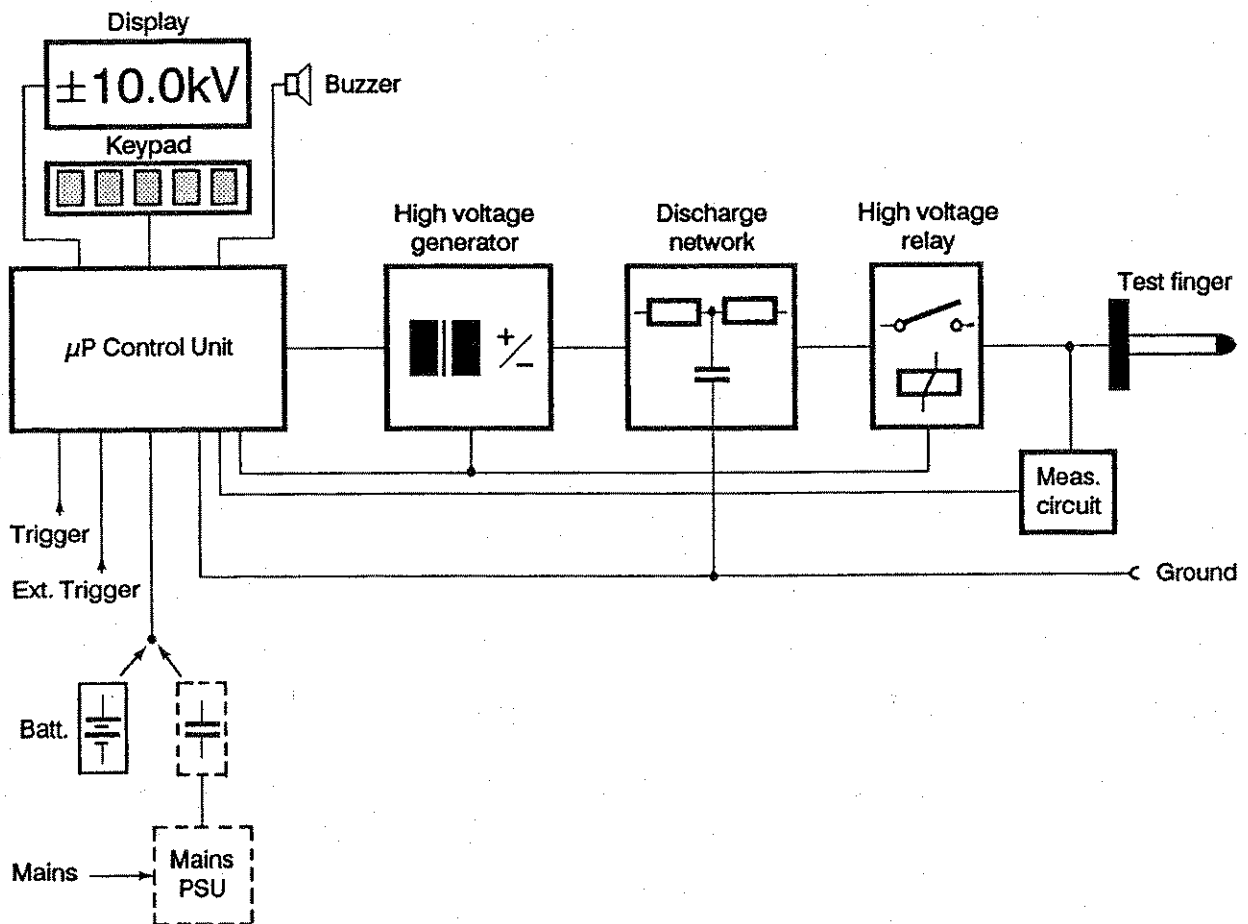 Display
±10.0kV
Buzzer
Keypad
High voltage
generator
Discharge
network
High voltage
relay
Test finger
µP Control Unit
+/-
Meas.
circuit
Trigger
Ext. Trigger
Ground
Batt.
Mains
Mains
PSU